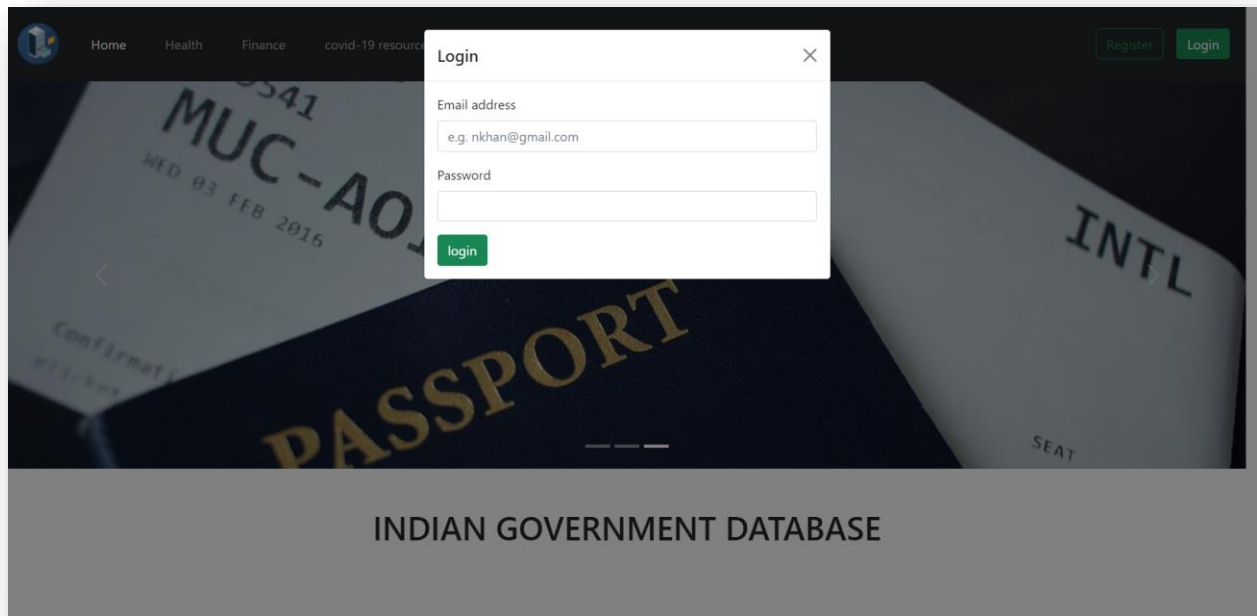 Home Health Finance covid-19 resource
Register Login
Login
Email address
e.g. nkhan@gmail.com
Password
login
3541
MUC-AO
WED 03 FEB 2016
INTL
PASSPORT
SEAT
INDIAN GOVERNMENT DATABASE